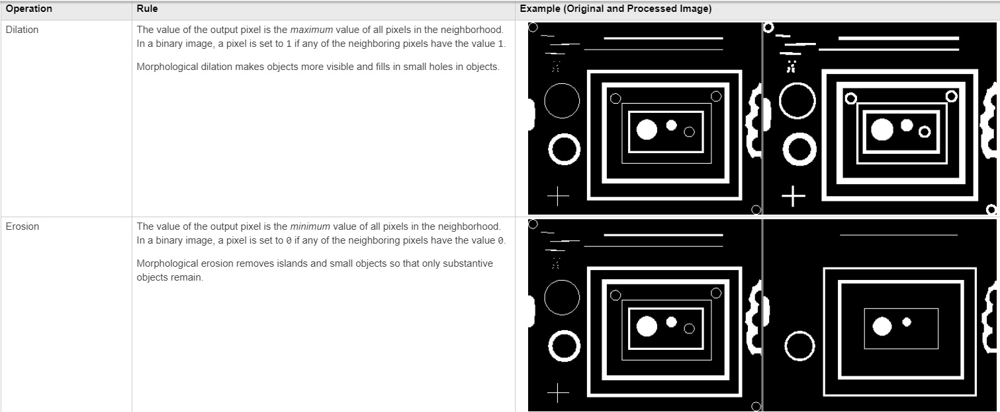 Operation
Rule
Example (Original and Processed Image)
Dilation
The value of the output pixel is the maximum value of all pixels in the neighborhood.
In a binary image, a pixel is set to 1 if any of the neighboring pixels have the value 1.
Morphological dilation makes objects more visible and fills in small holes in objects.
Erosion
The value of the output pixel is the minimum value of all pixels in the neighborhood.
In a binary image, a pixel is set to 0 if any of the neighboring pixels have the value 0.
Morphological erosion removes islands and small objects so that only substantive
objects remain.